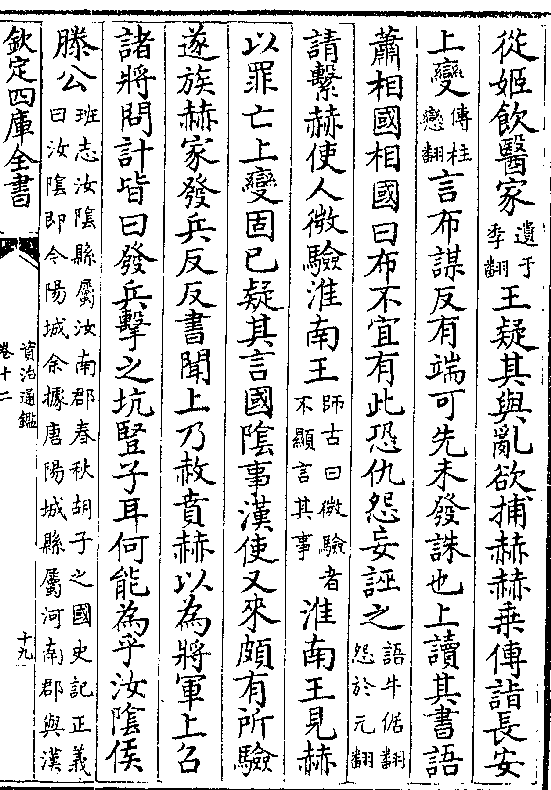 從姬飲醫家遺于季翻王疑其與亂欲捕赫赫乗傳詣長安
上變傳柱戀翻言布謀反有端可先未發誅也上讀其書語
蕭相國相國曰布不宜有此恐仇怨妄誣之語牛倨翻怨於元翻
請繫赫使人微驗淮南王師古曰微驗者不顯言其事淮南王見赫
以罪亡上變固已疑其言國陰事漢使又來頗有所驗
遂族赫家發兵反反書聞上乃赦賁赫以為將軍上召
諸將問計皆曰發兵擊之坑豎子耳何能為乎汝陰侯
滕公班志汝陰縣屬汝南郡春秋胡子之國史記正義曰汝陰即今陽城余據唐陽城縣屬河南郡與漢
欽定四庫全書
資治通鑑
卷十二
十九